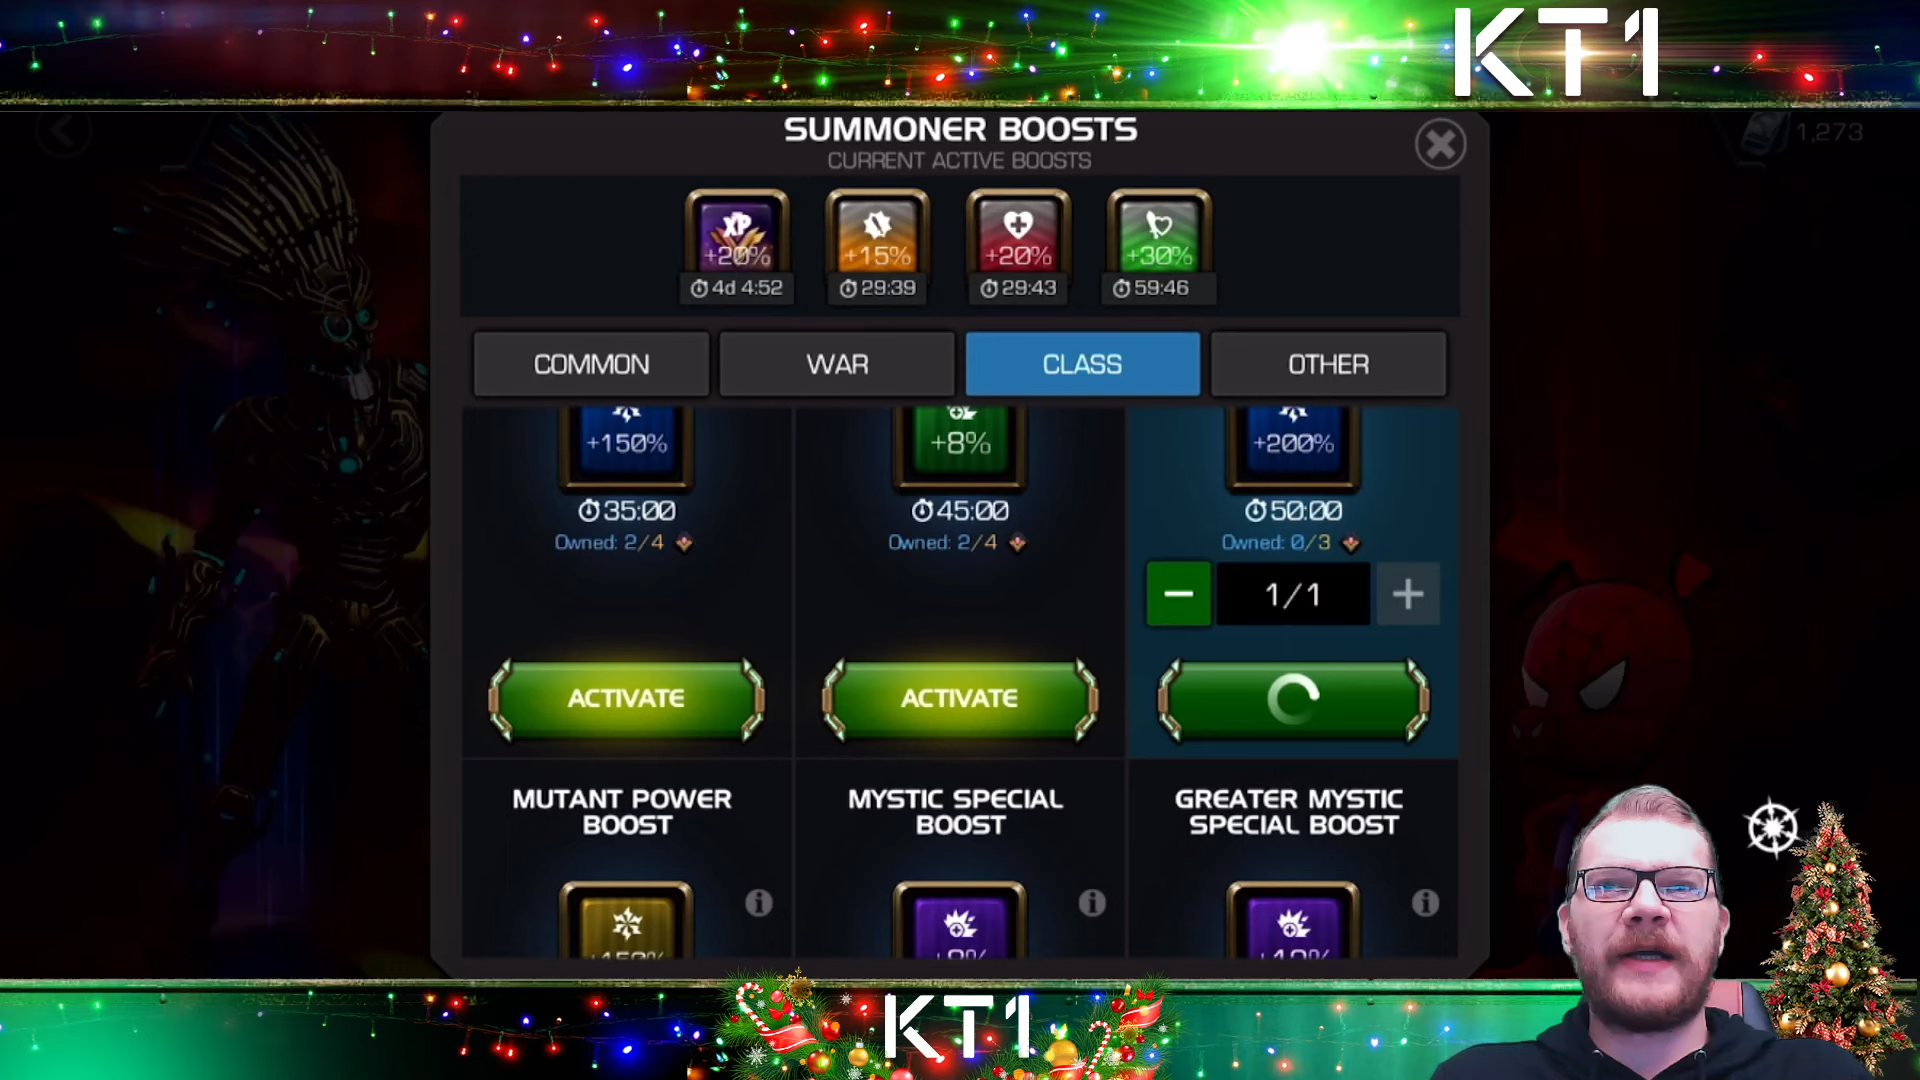 KT1
SUMMONER BOOSTS
CURRENT ACTIVE BOOSTS
1,273
XP
+20% +15% +20% +30%
4d 4:52 29:39 29:43 59:46
COMMON WAR CLASS OTHER
+150% +8% +200%
35:00 45:00 50:00
Owned: 2/4 Owned: 2/4 Owned: 0/3
− 1/1 +
ACTIVATE ACTIVATE
MUTANT POWER BOOST
MYSTIC SPECIAL BOOST
GREATER MYSTIC SPECIAL BOOST
KT1